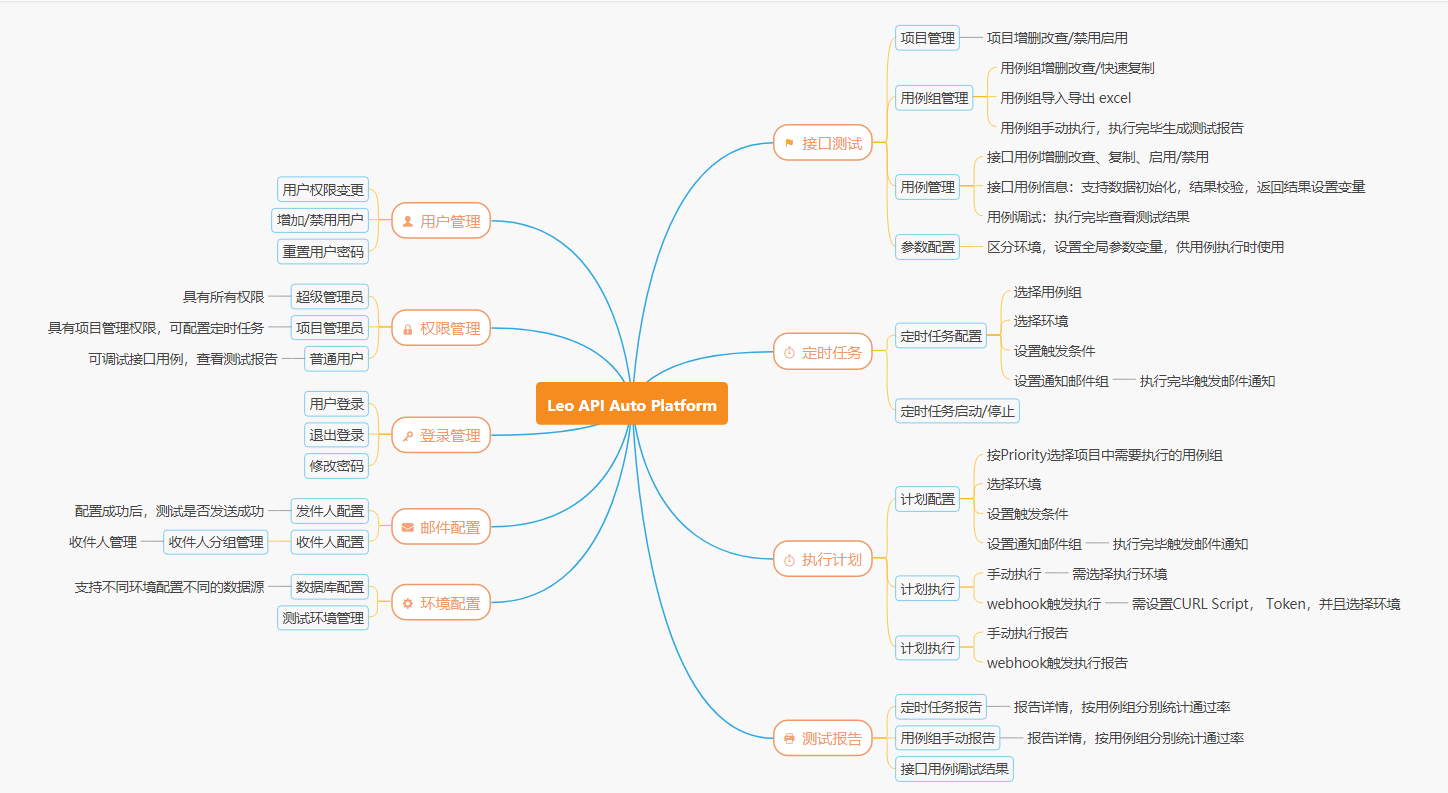 Leo API Auto Platform
用户管理
用户权限变更
增加/禁用用户
重置用户密码
权限管理
超级管理员
具有所有权限
项目管理员
具有项目管理权限，可配置定时任务
普通用户
可调试接口用例，查看测试报告
登录管理
用户登录
退出登录
修改密码
邮件配置
发件人配置
配置成功后，测试是否发送成功
收件人配置
收件人分组管理
收件人管理
环境配置
数据库配置
支持不同环境配置不同的数据源
测试环境管理
接口测试
项目管理
项目增删改查/禁用启用
用例组管理
用例组增删改查/快速复制
用例组导入导出 excel
用例组手动执行，执行完毕生成测试报告
用例管理
接口用例增删改查、复制、启用/禁用
接口用例信息：支持数据初始化，结果校验，返回结果设置变量
用例调试：执行完毕查看测试结果
参数配置
区分环境，设置全局参数变量，供用例执行时使用
定时任务
定时任务配置
选择用例组
选择环境
设置触发条件
设置通知邮件组
执行完毕触发邮件通知
定时任务启动/停止
执行计划
计划配置
按Priority选择项目中需要执行的用例组
选择环境
设置触发条件
设置通知邮件组
执行完毕触发邮件通知
计划执行
手动执行
需选择执行环境
webhook触发执行
需设置CURL Script， Token，并且选择环境
计划执行
手动执行报告
webhook触发执行报告
测试报告
定时任务报告
报告详情，按用例组分别统计通过率
用例组手动报告
报告详情，按用例组分别统计通过率
接口用例调试结果